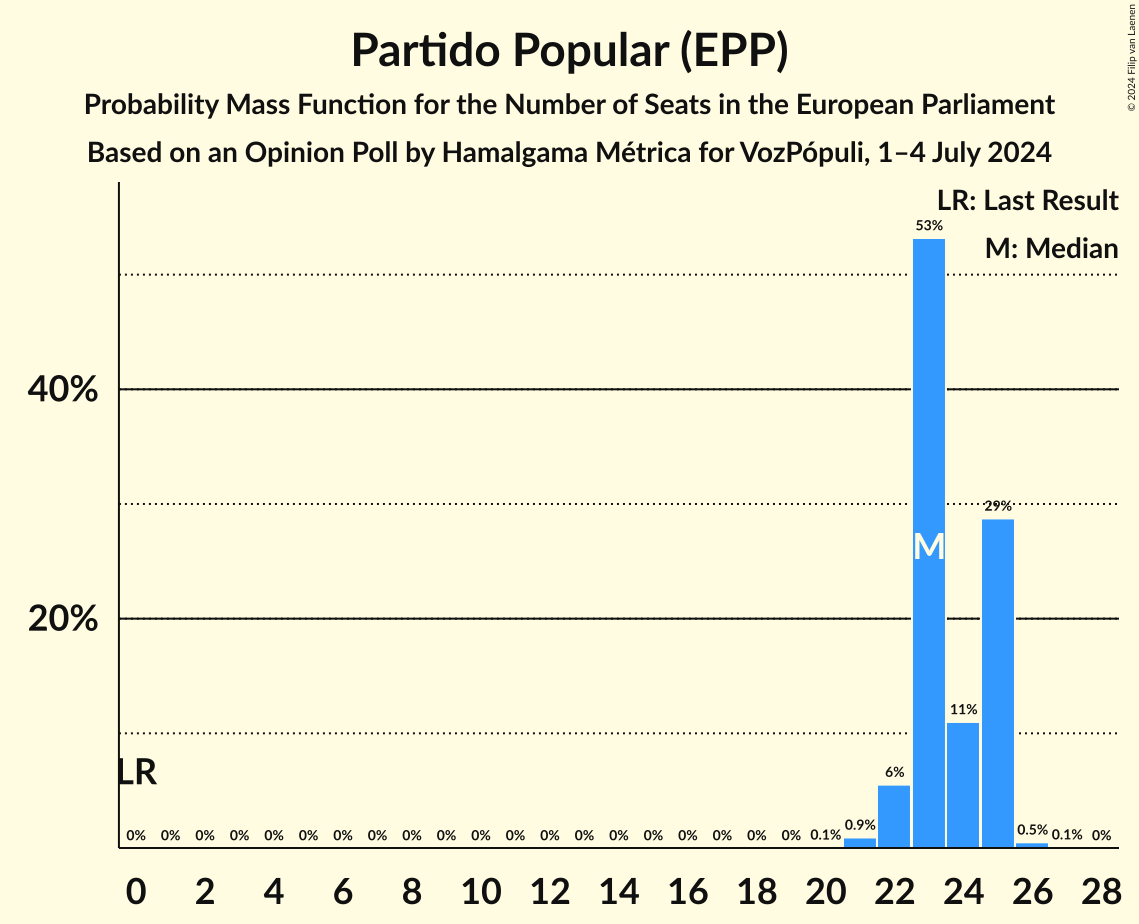 Partido Popular (EPP)
Probability Mass Function for the Number of Seats in the European Parliament
Based on an Opinion Poll by Hamalgama Métrica for VozPópuli, 1–4 July 2024
© 2024 Filip van Laenen
LR: Last Result
M: Median
53%
40%
29%
M
20%
11%
LR
6%
0% 0% 0% 0% 0% 0% 0% 0% 0% 0% 0% 0% 0% 0% 0% 0% 0% 0% 0% 0% 0.1% 0.9% 0.5% 0.1% 0%
0 2 4 6 8 10 12 14 16 18 20 22 24 26 28